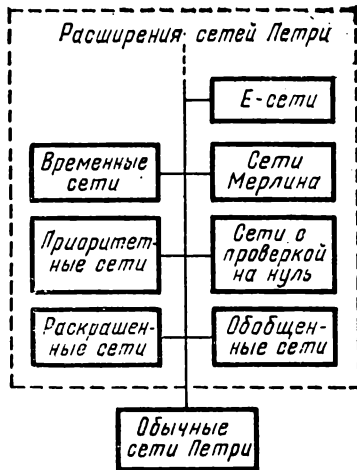 Расширения сетей Петри
Е-сети
Временные
сети
Сети
Мерлина
Приоритет-
ные сети
Сети с
проверкой
на нуль
Раскрашен-
ные сети
Обобщен-
ные сети
Обычные
сети Петри